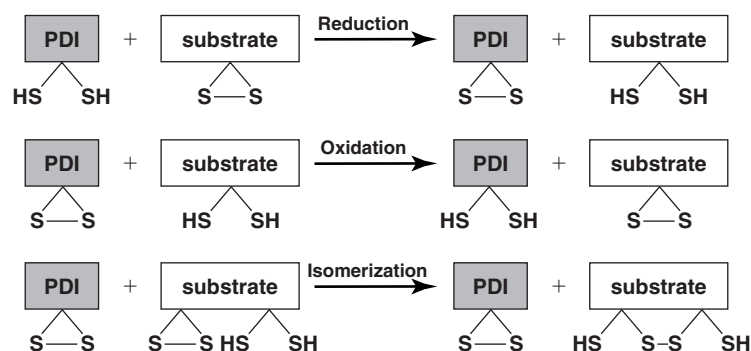 PDI + substrate Reduction PDI + substrate
HS SH S S S S HS SH
PDI + substrate Oxidation PDI + substrate
S S HS SH HS SH S S
PDI + substrate Isomerization PDI + substrate
S S S S HS SH S S HS S S SH